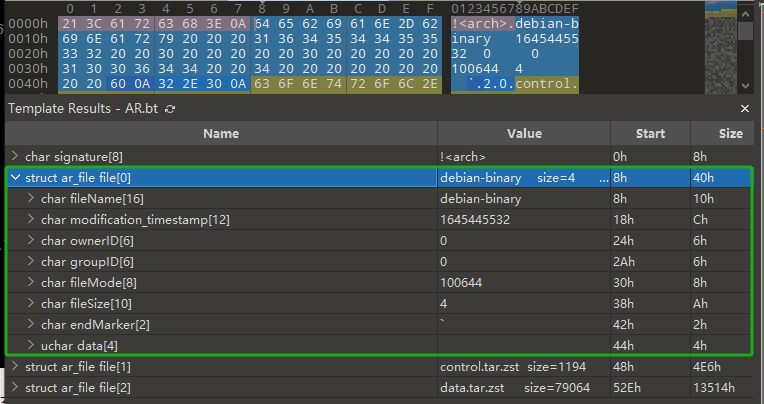 0 1 2 3 4 5 6 7 8 9 A B C D E F 0123456789ABCDEF
0000h 21 3C 61 72 63 68 3E 0A 64 65 62 69 61 6E 2D 62 !<arch>.debian-b
0010h 69 6E 61 72 79 20 20 20 31 36 34 35 34 34 35 35 inary   16454455
0020h 33 32 20 20 30 20 20 20 20 20 30 20 20 20 20 20 32  0     0
0030h 31 30 30 36 34 34 20 20 34 20 20 20 20 20 20 20 100644  4
0040h 20 20 60 0A 32 2E 30 0A 63 6F 6E 74 72 6F 6C 2E `.2.0.control.
Template Results - AR.bt
Name Value Start Size
char signature[8] !<arch> 0h 8h
struct ar_file file[0] debian-binary size=4 ... 8h 40h
char fileName[16] debian-binary 8h 10h
char modification_timestamp[12] 1645445532 18h Ch
char ownerID[6] 0 24h 6h
char groupID[6] 0 2Ah 6h
char fileMode[8] 100644 30h 8h
char fileSize[10] 4 38h Ah
char endMarker[2] ` 42h 2h
uchar data[4] 44h 4h
struct ar_file file[1] control.tar.zst size=1194 48h 4E6h
struct ar_file file[2] data.tar.zst size=79064 52Eh 13514h